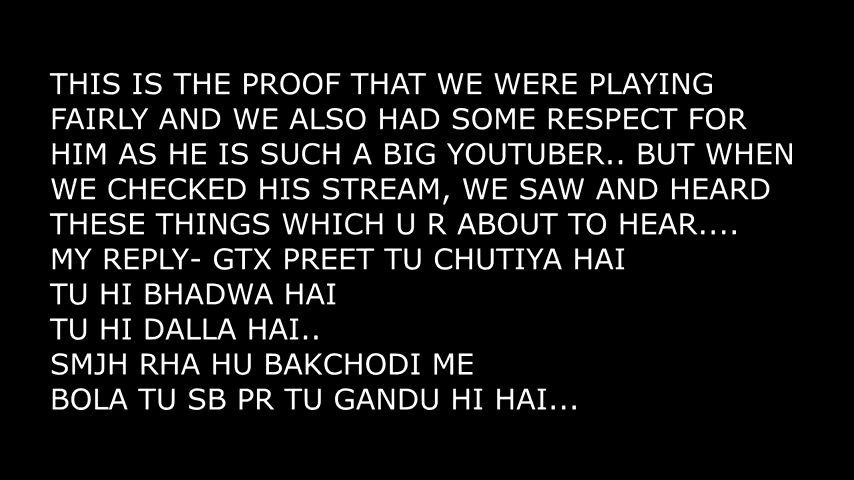 THIS IS THE PROOF THAT WE WERE PLAYING
FAIRLY AND WE ALSO HAD SOME RESPECT FOR
HIM AS HE IS SUCH A BIG YOUTUBER.. BUT WHEN
WE CHECKED HIS STREAM, WE SAW AND HEARD
THESE THINGS WHICH U R ABOUT TO HEAR....
MY REPLY- GTX PREET TU CHUTIYA HAI
TU HI BHADWA HAI
TU HI DALLA HAI..
SMJH RHA HU BAKCHODI ME
BOLA TU SB PR TU GANDU HI HAI...